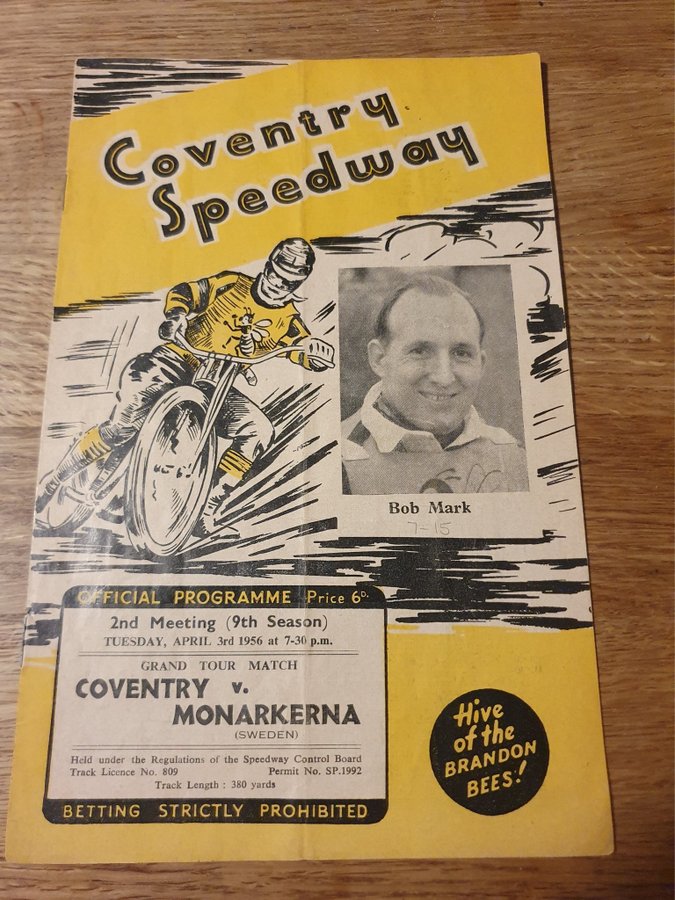 Coventry
Speedway
Bob Mark
7-15
OFFICIAL PROGRAMME Price 6D.
2nd Meeting (9th Season)
TUESDAY, APRIL 3rd 1956 at 7-30 p.m.
GRAND TOUR MATCH
COVENTRY v.
MONARKERNA
(SWEDEN)
Held under the Regulations of the Speedway Control Board
Track Licence No. 809 Permit No. SP.1992
Track Length : 380 yards
BETTING STRICTLY PROHIBITED
Hive
of the
BRANDON
BEES!